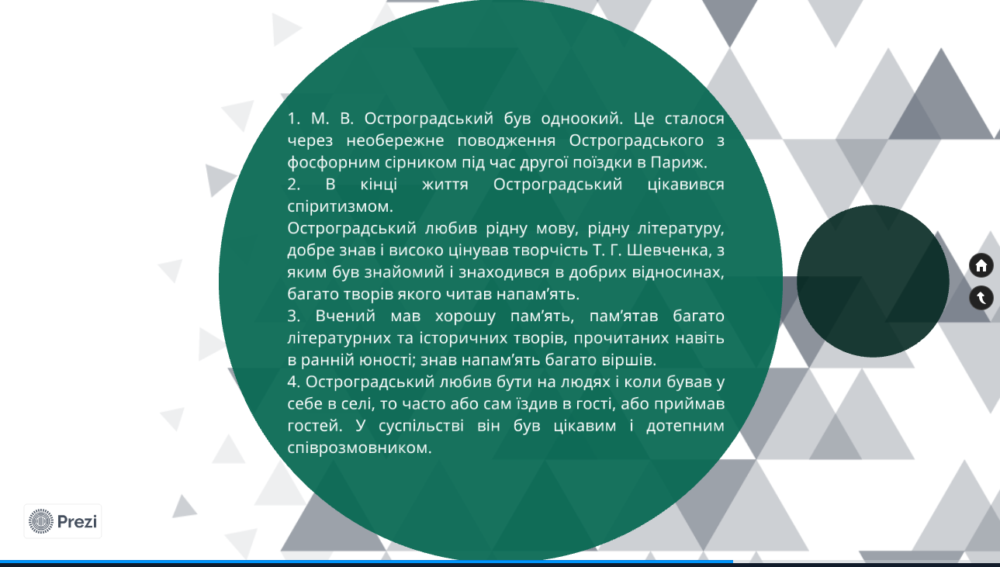 1. М. В. Остроградський був одноокий. Це сталося
через необережне поводження Остроградського з
фосфорним сірником під час другої поїздки в Париж.
2. В кінці життя Остроградський цікавився
спіритизмом.
Остроградський любив рідну мову, рідну літературу,
добре знав і високо цінував творчість Т. Г. Шевченка, з
яким був знайомий і знаходився в добрих відносинах,
багато творів якого читав напам’ять.
3. Вчений мав хорошу пам’ять, пам’ятав багато
літературних та історичних творів, прочитаних навіть
в ранній юності; знав напам’ять багато віршів.
4. Остроградський любив бути на людях і коли бував у
себе в селі, то часто або сам їздив в гості, або приймав
гостей. У суспільстві він був цікавим і дотепним
співрозмовником.
Prezi